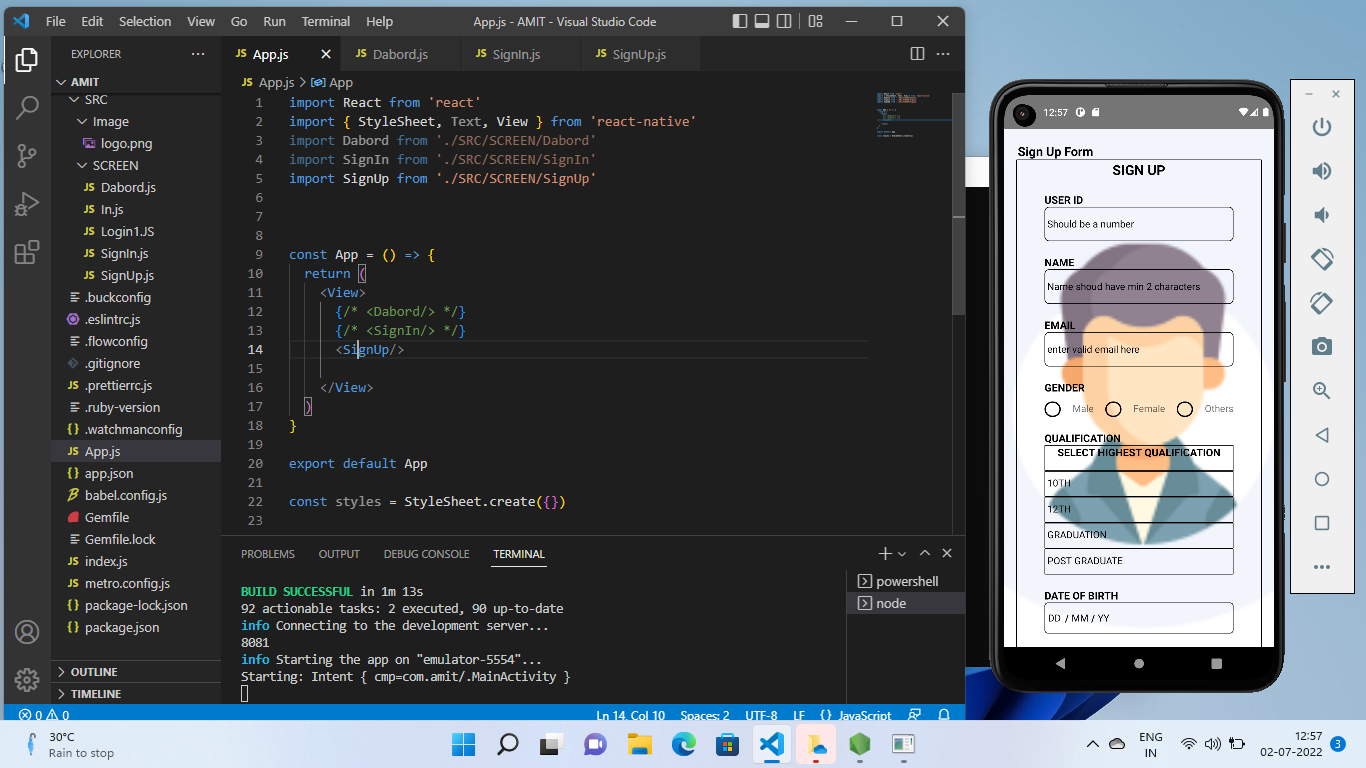 File Edit Selection View Go Run Terminal Help App.js - AMIT - Visual Studio Code
EXPLORER
AMIT
SRC
Image
logo.png
SCREEN
Dabord.js
In.js
Login1.JS
SignIn.js
SignUp.js
.buckconfig
.eslintrc.js
.flowconfig
.gitignore
.prettierrc.js
.ruby-version
.watchmanconfig
App.js
app.json
babel.config.js
Gemfile
Gemfile.lock
index.js
metro.config.js
package-lock.json
package.json
OUTLINE
TIMELINE
JS App.js JS Dabord.js JS SignIn.js JS SignUp.js
JS App.js > App
1 import React from 'react'
2 import { StyleSheet, Text, View } from 'react-native'
3 import Dabord from './SRC/SCREEN/Dabord'
4 import SignIn from './SRC/SCREEN/SignIn'
5 import SignUp from './SRC/SCREEN/SignUp'
6
7
8
9 const App = () => {
10 return (
11 <View>
12 {/* <Dabord/> */}
13 {/* <SignIn/> */}
14 <SignUp/>
15
16 </View>
17 )
18 }
19
20 export default App
21
22 const styles = StyleSheet.create({})
23
PROBLEMS OUTPUT DEBUG CONSOLE TERMINAL
BUILD SUCCESSFUL in 1m 13s
92 actionable tasks: 2 executed, 90 up-to-date
info Connecting to the development server...
8081
info Starting the app on "emulator-5554"...
Starting: Intent { cmp=com.amit/.MainActivity }
powershell
node
0 0 Ln 14, Col 10 Spaces: 2 UTF-8 LF {} JavaScript
12:57
Sign Up Form
SIGN UP
USER ID
Should be a number
NAME
Name shoud have min 2 characters
EMAIL
enter valid email here
GENDER
Male Female Others
QUALIFICATION
SELECT HIGHEST QUALIFICATION
10TH
12TH
GRADUATION
POST GRADUATE
DATE OF BIRTH
DD / MM / YY
30°C
Rain to stop
ENG
IN
12:57
02-07-2022
3